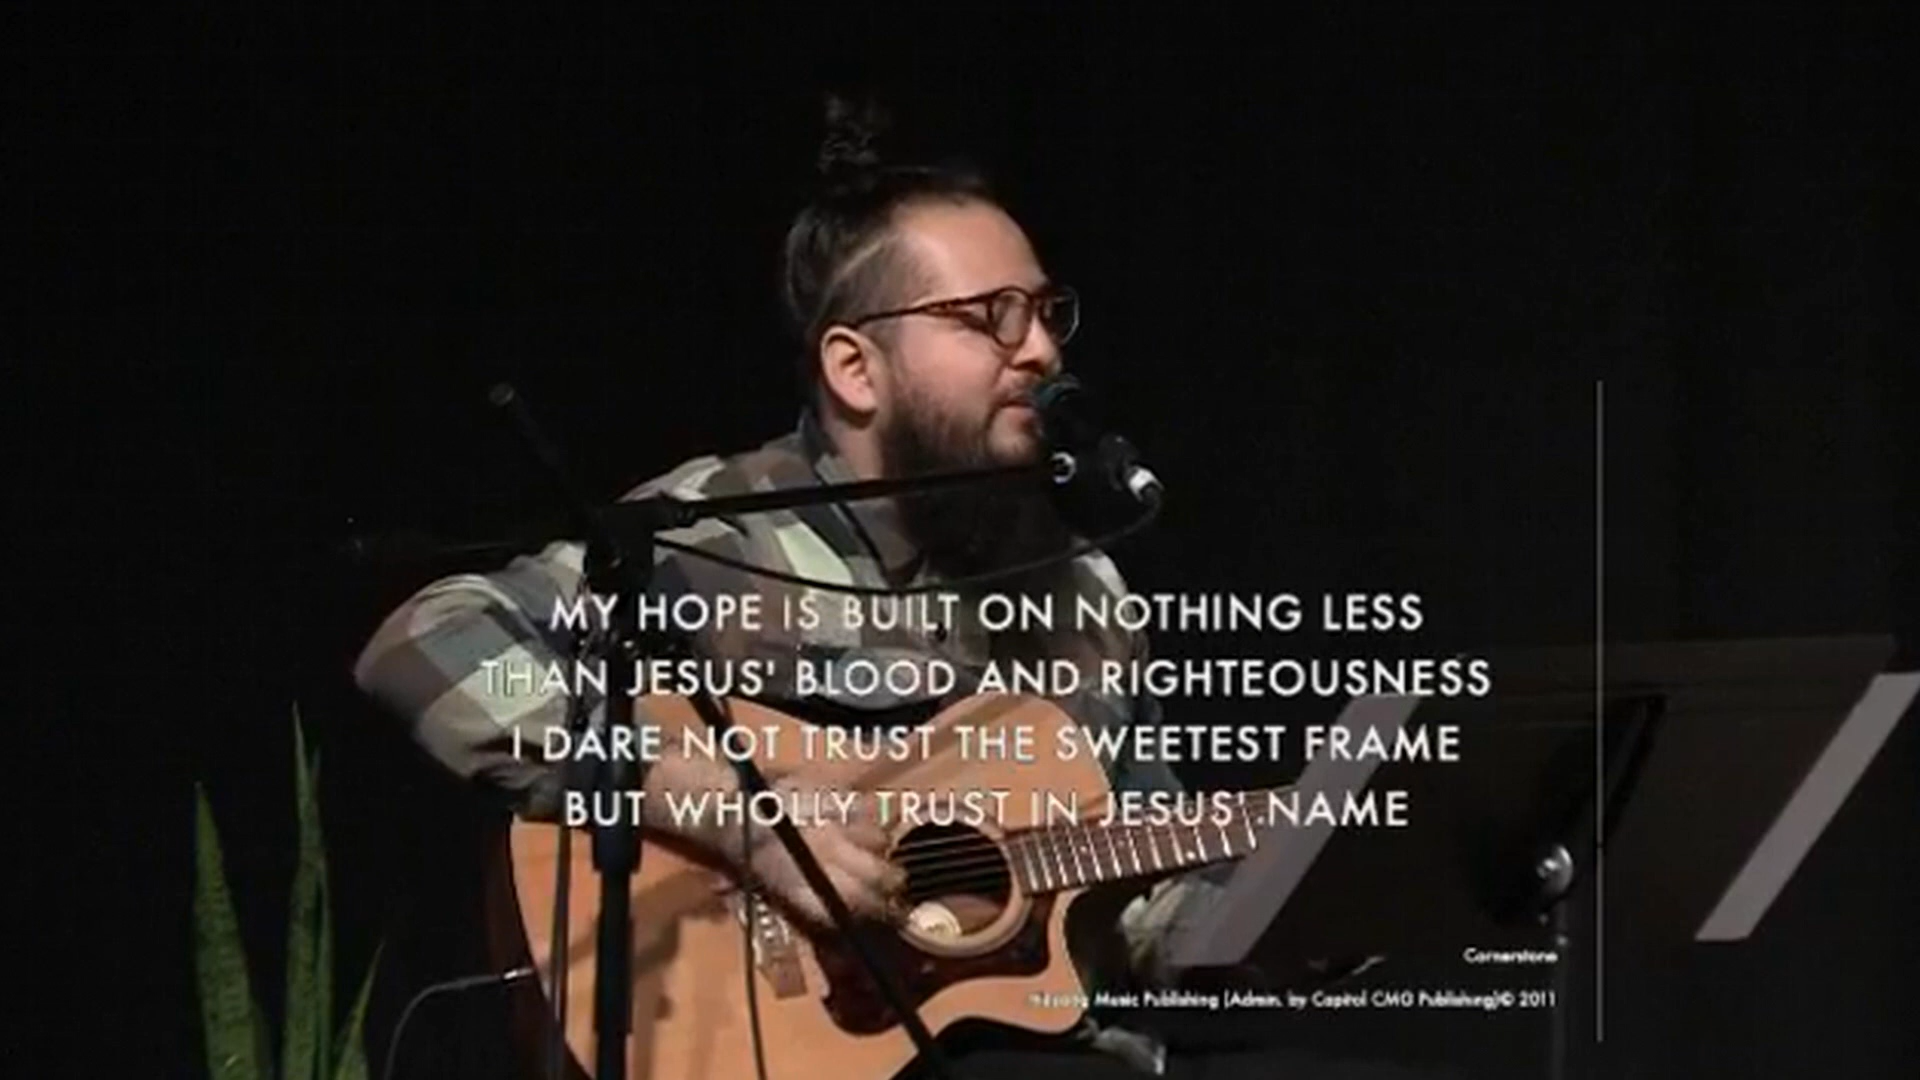 MY HOPE IS BUILT ON NOTHING LESS
THAN JESUS' BLOOD AND RIGHTEOUSNESS
I DARE NOT TRUST THE SWEETEST FRAME
BUT WHOLLY TRUST IN JESUS' NAME
Cornerstone
Music Publishing (Admin. by Capitol CMG Publishing)© 2011